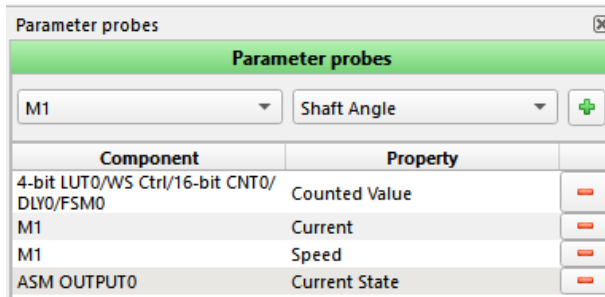 Parameter probes
Parameter probes
M1 Shaft Angle
Component Property
4-bit LUT0/WS Ctrl/16-bit CNT0/
DLY0/FSM0 Counted Value
M1 Current
M1 Speed
ASM OUTPUT0 Current State